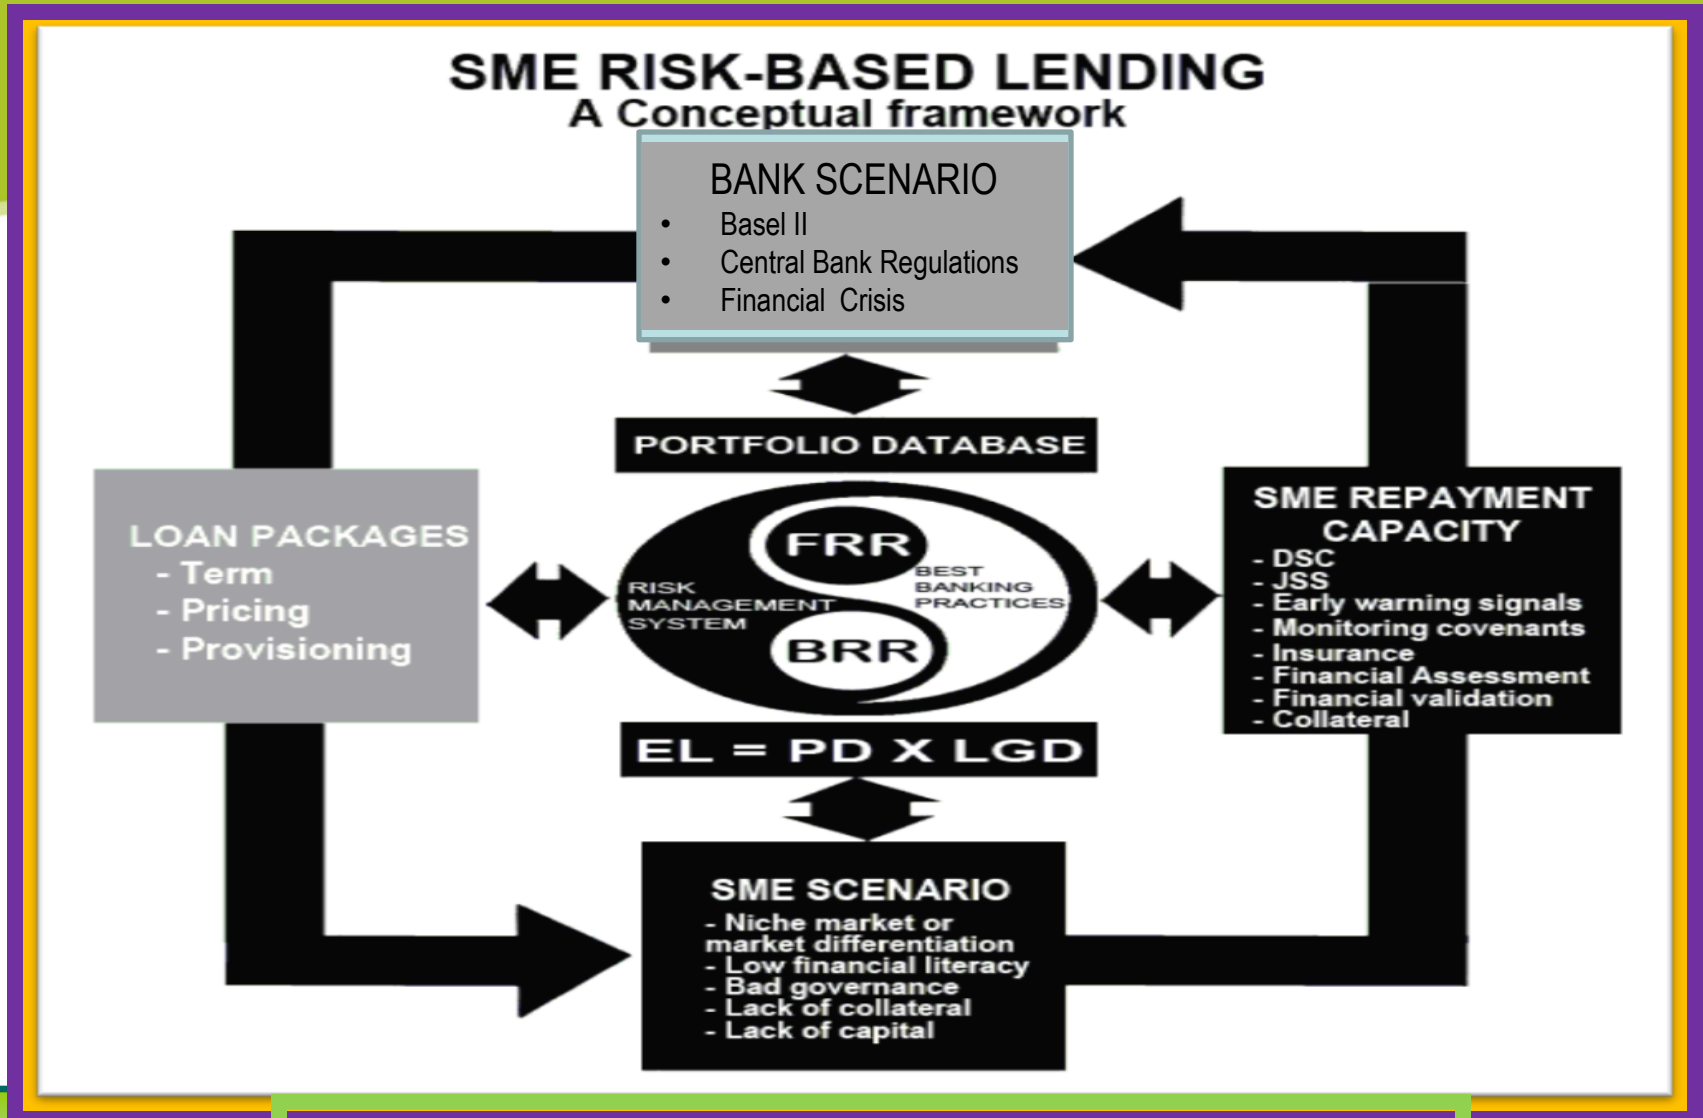 SME RISK-BASED LENDING
A Conceptual framework
BANK SCENARIO
• Basel II
• Central Bank Regulations
• Financial Crisis
PORTFOLIO DATABASE
LOAN PACKAGES
- Term
- Pricing
- Provisioning
FRR
RISK
MANAGEMENT
SYSTEM
BEST
BANKING
PRACTICES
BRR
SME REPAYMENT
CAPACITY
- DSC
- JSS
- Early warning signals
- Monitoring covenants
- Insurance
- Financial Assessment
- Financial validation
- Collateral
EL = PD X LGD
SME SCENARIO
- Niche market or
market differentiation
- Low financial literacy
- Bad governance
- Lack of collateral
- Lack of capital